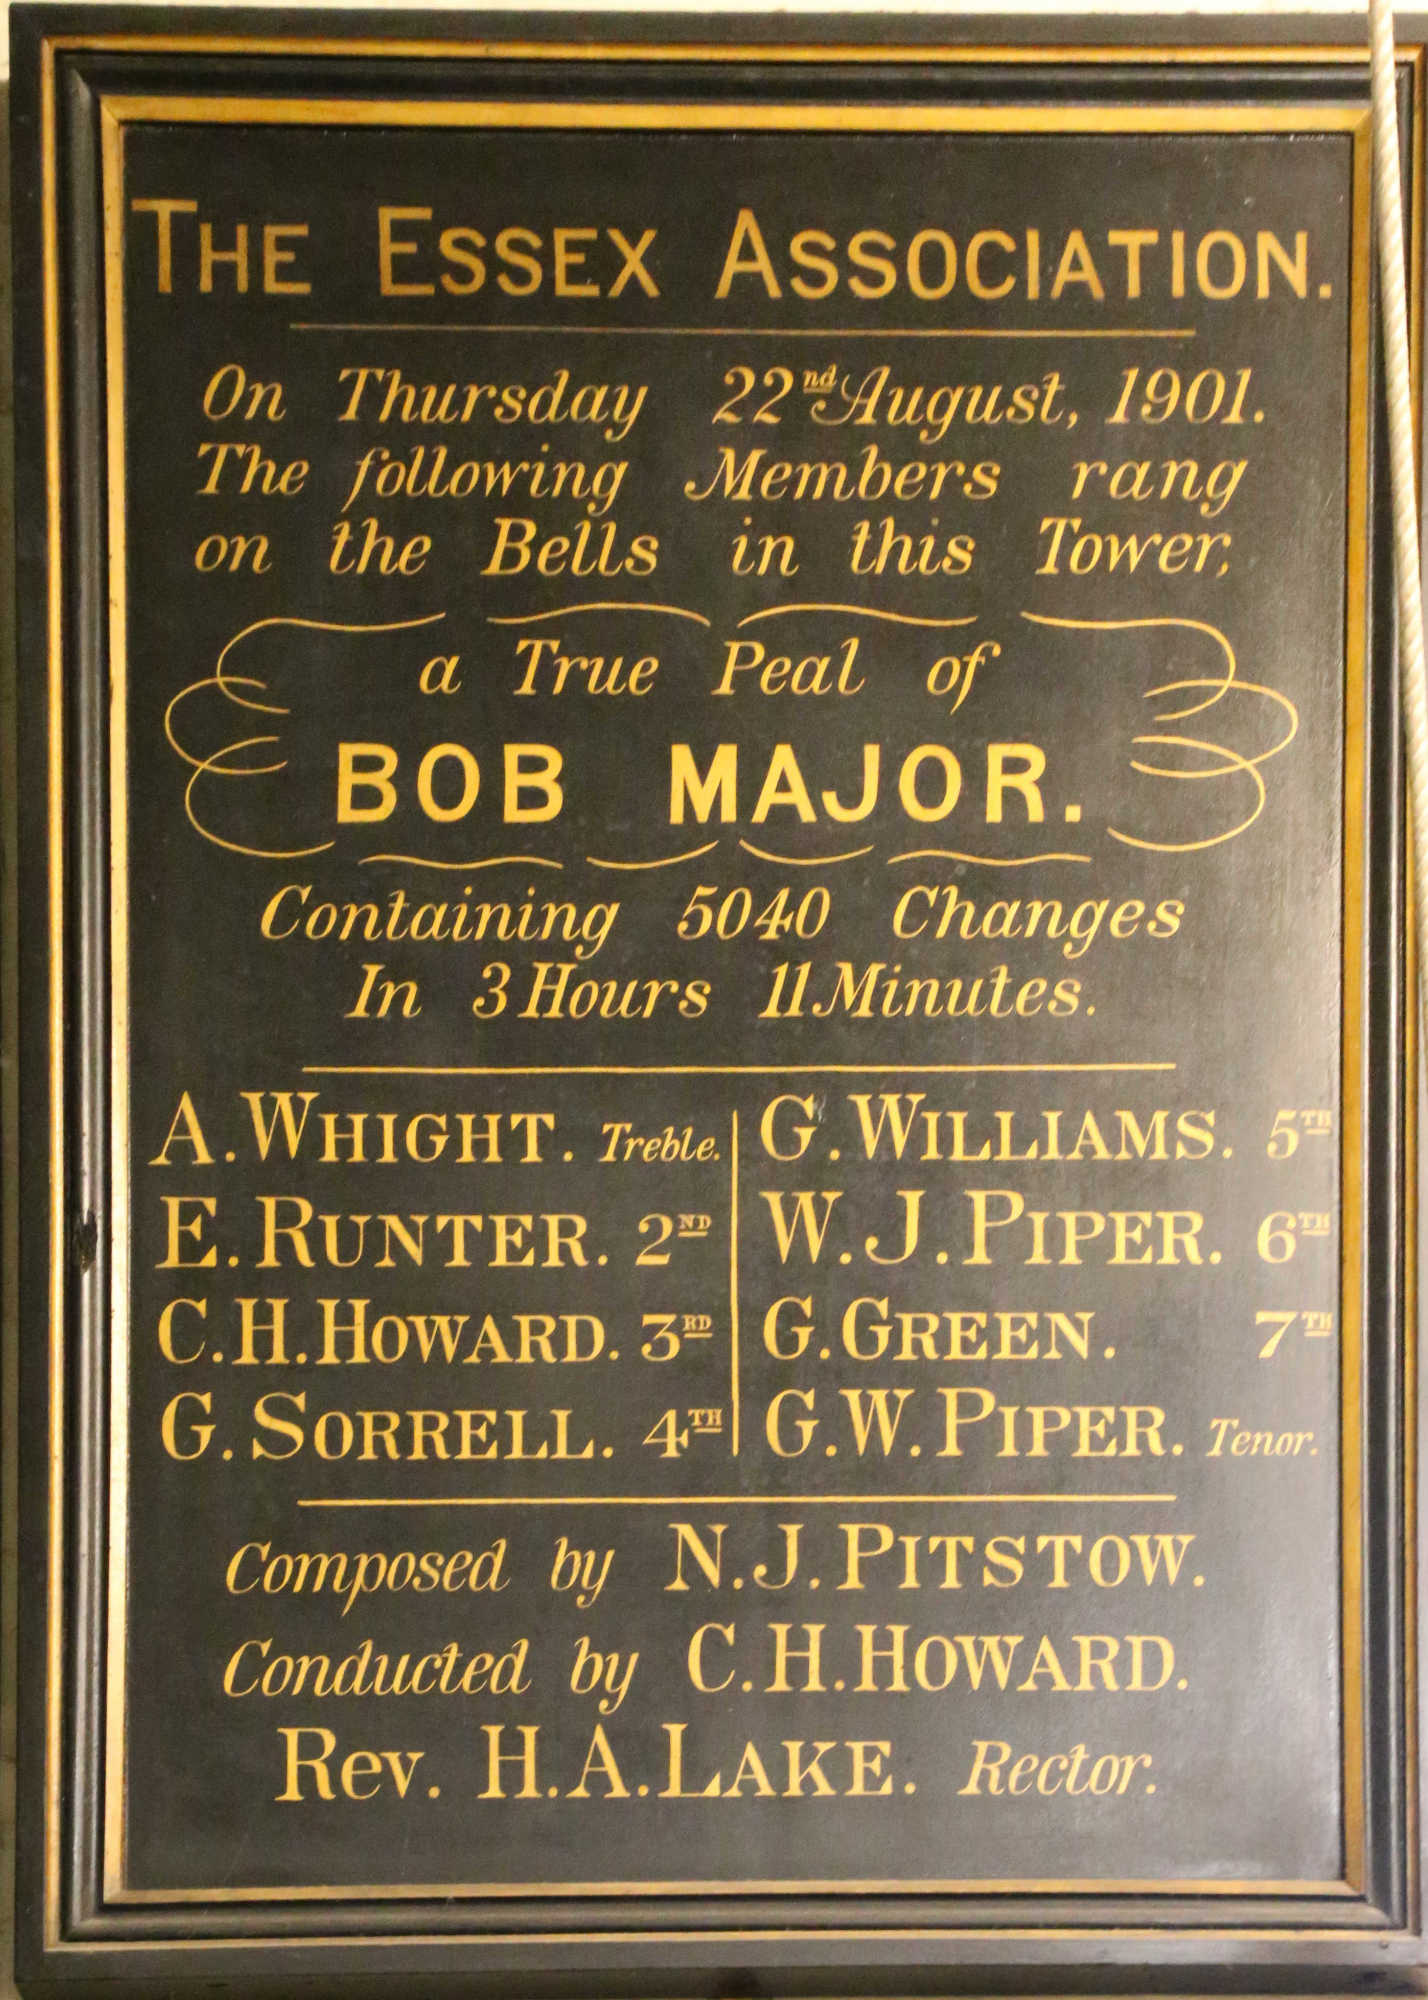 THE ESSEX ASSOCIATION.
On Thursday 22nd August, 1901.
The following Members rang
on the Bells in this Tower,
a True Peal of
BOB MAJOR.
Containing 5040 Changes
In 3 Hours 11 Minutes.
A. WHIGHT. Treble. G. WILLIAMS. 5TH
E. RUNTER. 2ND W. J. PIPER. 6TH
C. H. HOWARD. 3RD G. GREEN. 7TH
G. SORRELL. 4TH G. W. PIPER. Tenor.
Composed by N. J. PITSTOW.
Conducted by C. H. HOWARD.
Rev. H. A. LAKE. Rector.